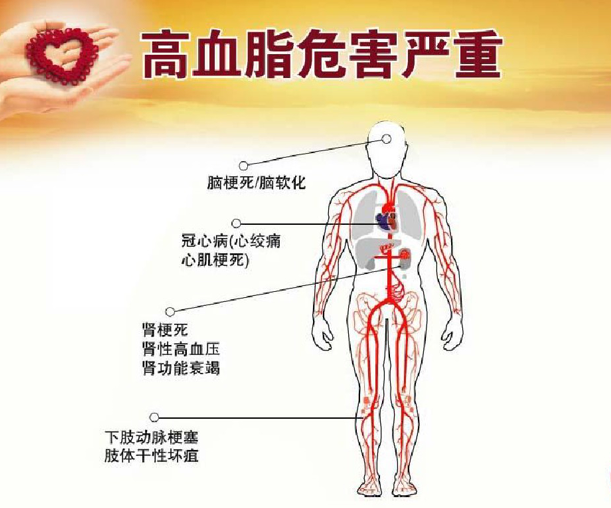 高血脂危害严重
脑梗死/脑软化
冠心病(心绞痛
心肌梗死)
肾梗死
肾性高血压
肾功能衰竭
下肢动脉梗塞
肢体干性坏疽